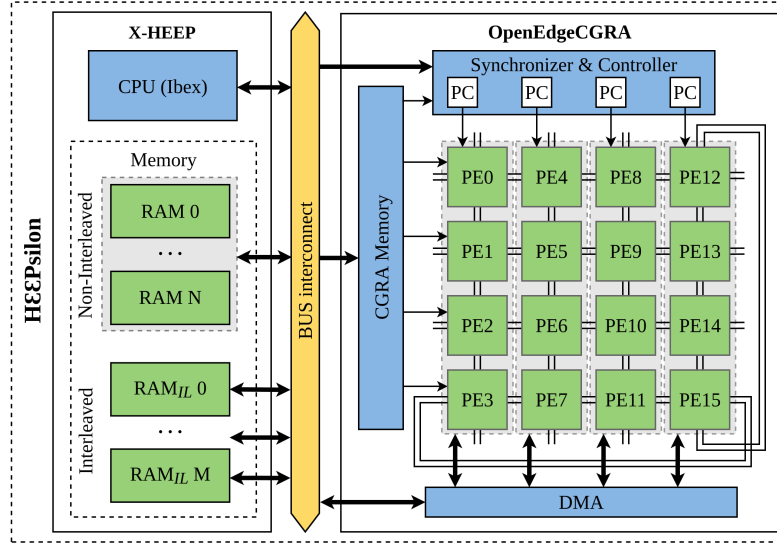 HƐƐPsilon
X-HEEP
CPU (Ibex)
Memory
Non-Interleaved
RAM 0
...
RAM N
Interleaved
RAM_IL 0
...
RAM_IL M
BUS interconnect
OpenEdgeCGRA
Synchronizer & Controller
PC PC PC PC
CGRA Memory
PE0 PE4 PE8 PE12
PE1 PE5 PE9 PE13
PE2 PE6 PE10 PE14
PE3 PE7 PE11 PE15
DMA